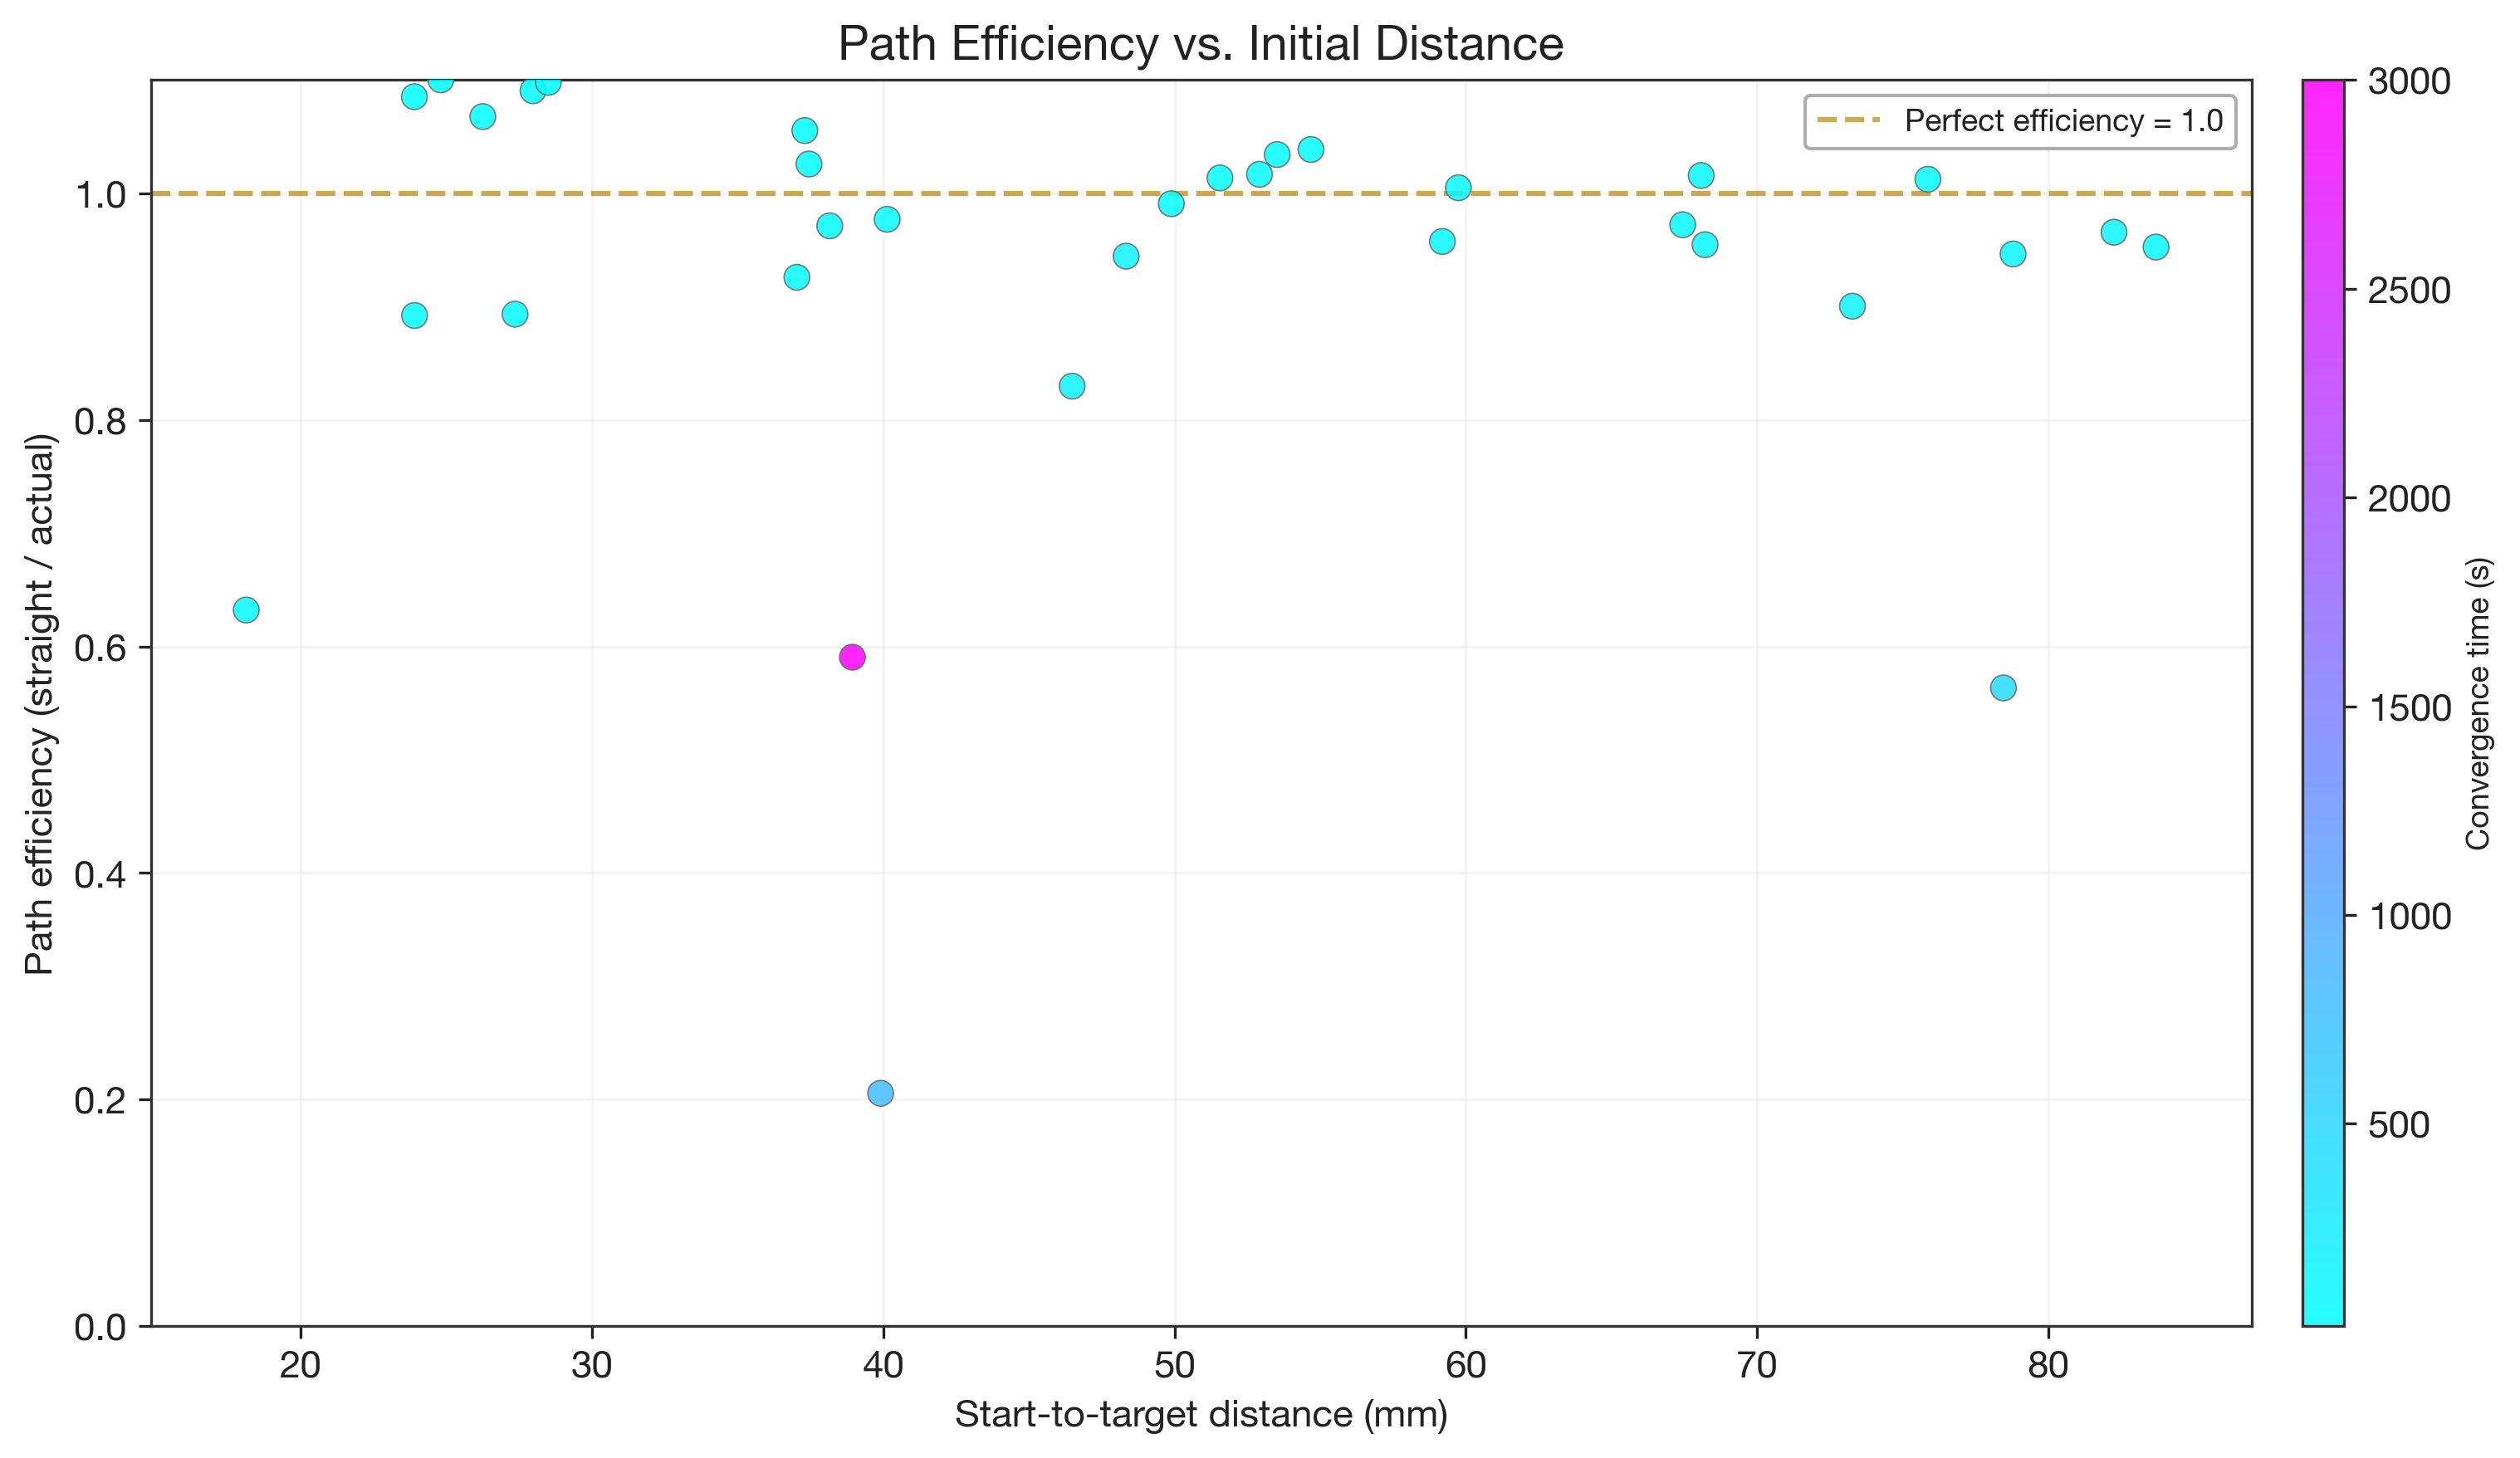 Path Efficiency vs. Initial Distance
Perfect efficiency = 1.0
Path efficiency (straight / actual)
1.0
0.8
0.6
0.4
0.2
0.0
20 30 40 50 60 70 80
Start-to-target distance (mm)
3000
2500
2000
1500
1000
500
Convergence time (s)